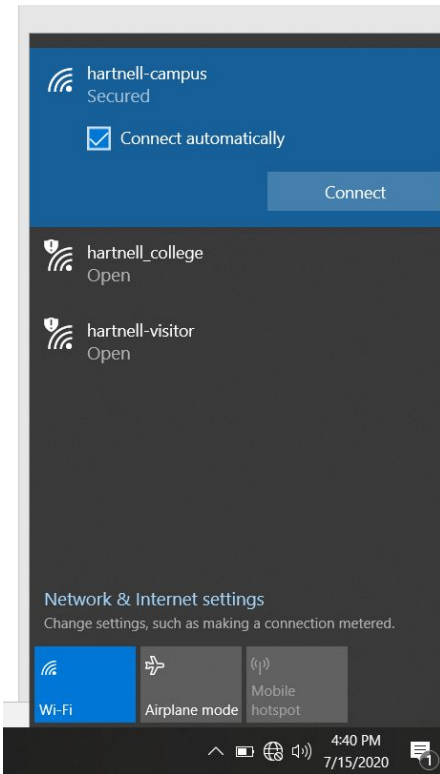 hartnell-campus
Secured
Connect automatically
Connect
hartnell_college
Open
hartnell-visitor
Open
Network & Internet settings
Change settings, such as making a connection metered.
Wi-Fi
Airplane mode
Mobile
hotspot
4:40 PM
7/15/2020
1